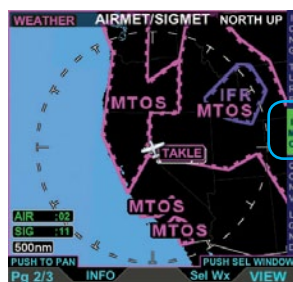 WEATHER AIRMET/SIGMET NORTH UP
3
IFR
MTOS MTOS
TAKLE
MTOS
MTOS
AIR :02
SIG :11
500nm
PUSH TO PAN PUSH SEL WINDOW
Pg 2/3 INFO Sel Wx VIEW